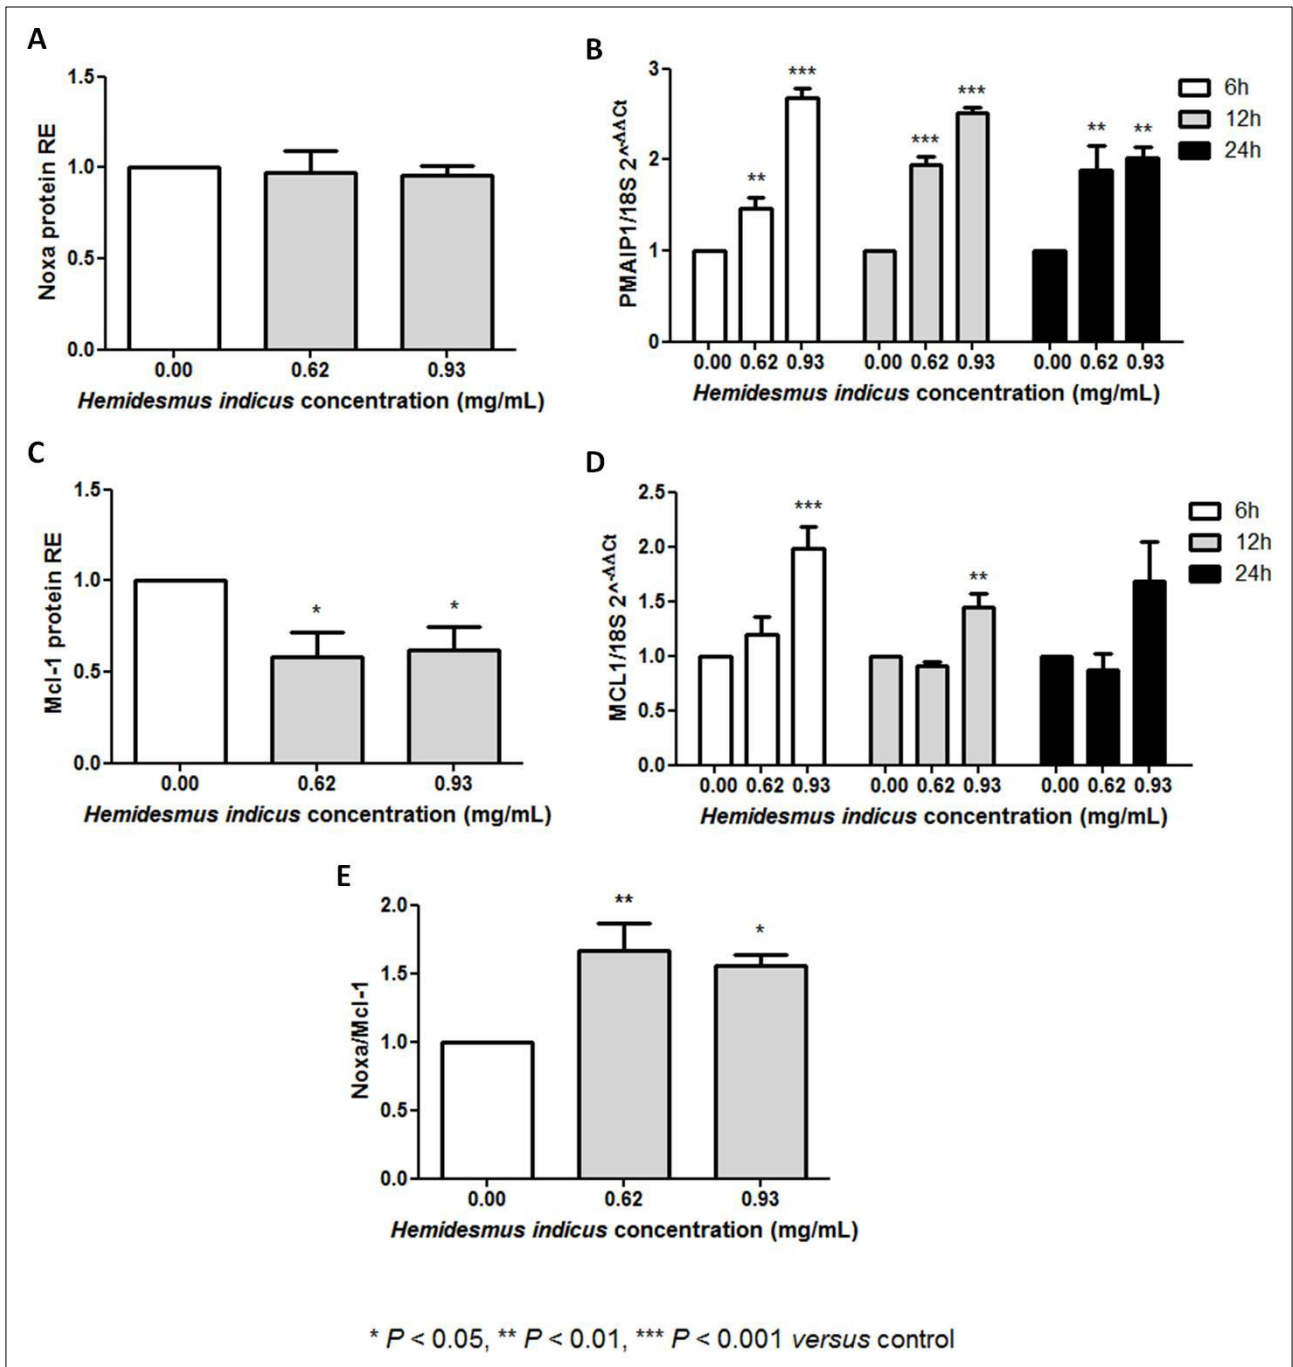 A
1.5
1.0
0.5
0.0
Noxa protein RE
0.00 0.62 0.93
Hemidesmus indicus concentration (mg/mL)
B
3
2
1
0
PMAIP1/18S 2^-ΔΔCt
** ***
*** ***
** **
6h
12h
24h
0.00 0.62 0.93 0.00 0.62 0.93 0.00 0.62 0.93
Hemidesmus indicus concentration (mg/mL)
C
1.5
1.0
0.5
0.0
Mcl-1 protein RE
* *
0.00 0.62 0.93
Hemidesmus indicus concentration (mg/mL)
D
2.5
2.0
1.5
1.0
0.5
0.0
MCL1/18S 2^-ΔΔCt
***
**
6h
12h
24h
0.00 0.62 0.93 0.00 0.62 0.93 0.00 0.62 0.93
Hemidesmus indicus concentration (mg/mL)
E
2.0
1.5
1.0
0.5
0.0
Noxa/Mcl-1
** *
0.00 0.62 0.93
Hemidesmus indicus concentration (mg/mL)
* P < 0.05, ** P < 0.01, *** P < 0.001 versus control